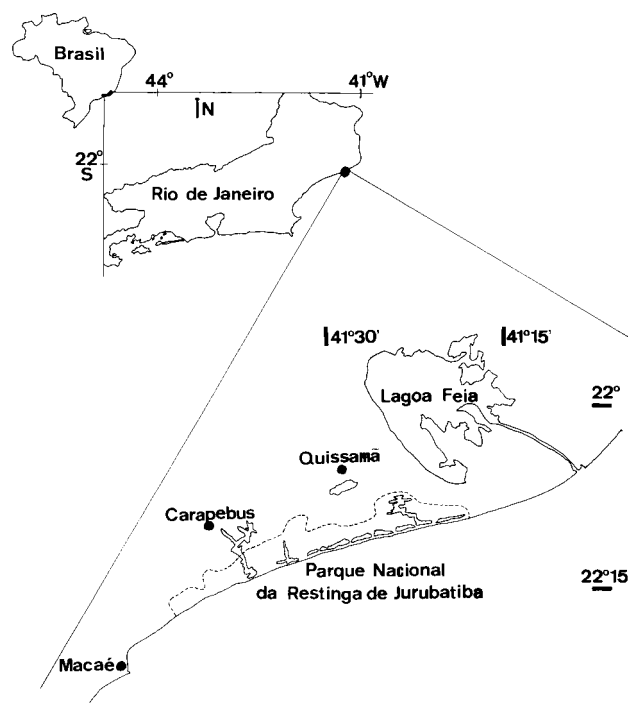 Brasil
44°
41°W
N
22°
S
Rio de Janeiro
41°30'
41°15'
Lagoa Feia
22°
Quissamã
Carapebus
Parque Nacional
da Restinga de Jurubatiba
22°15
Macaé